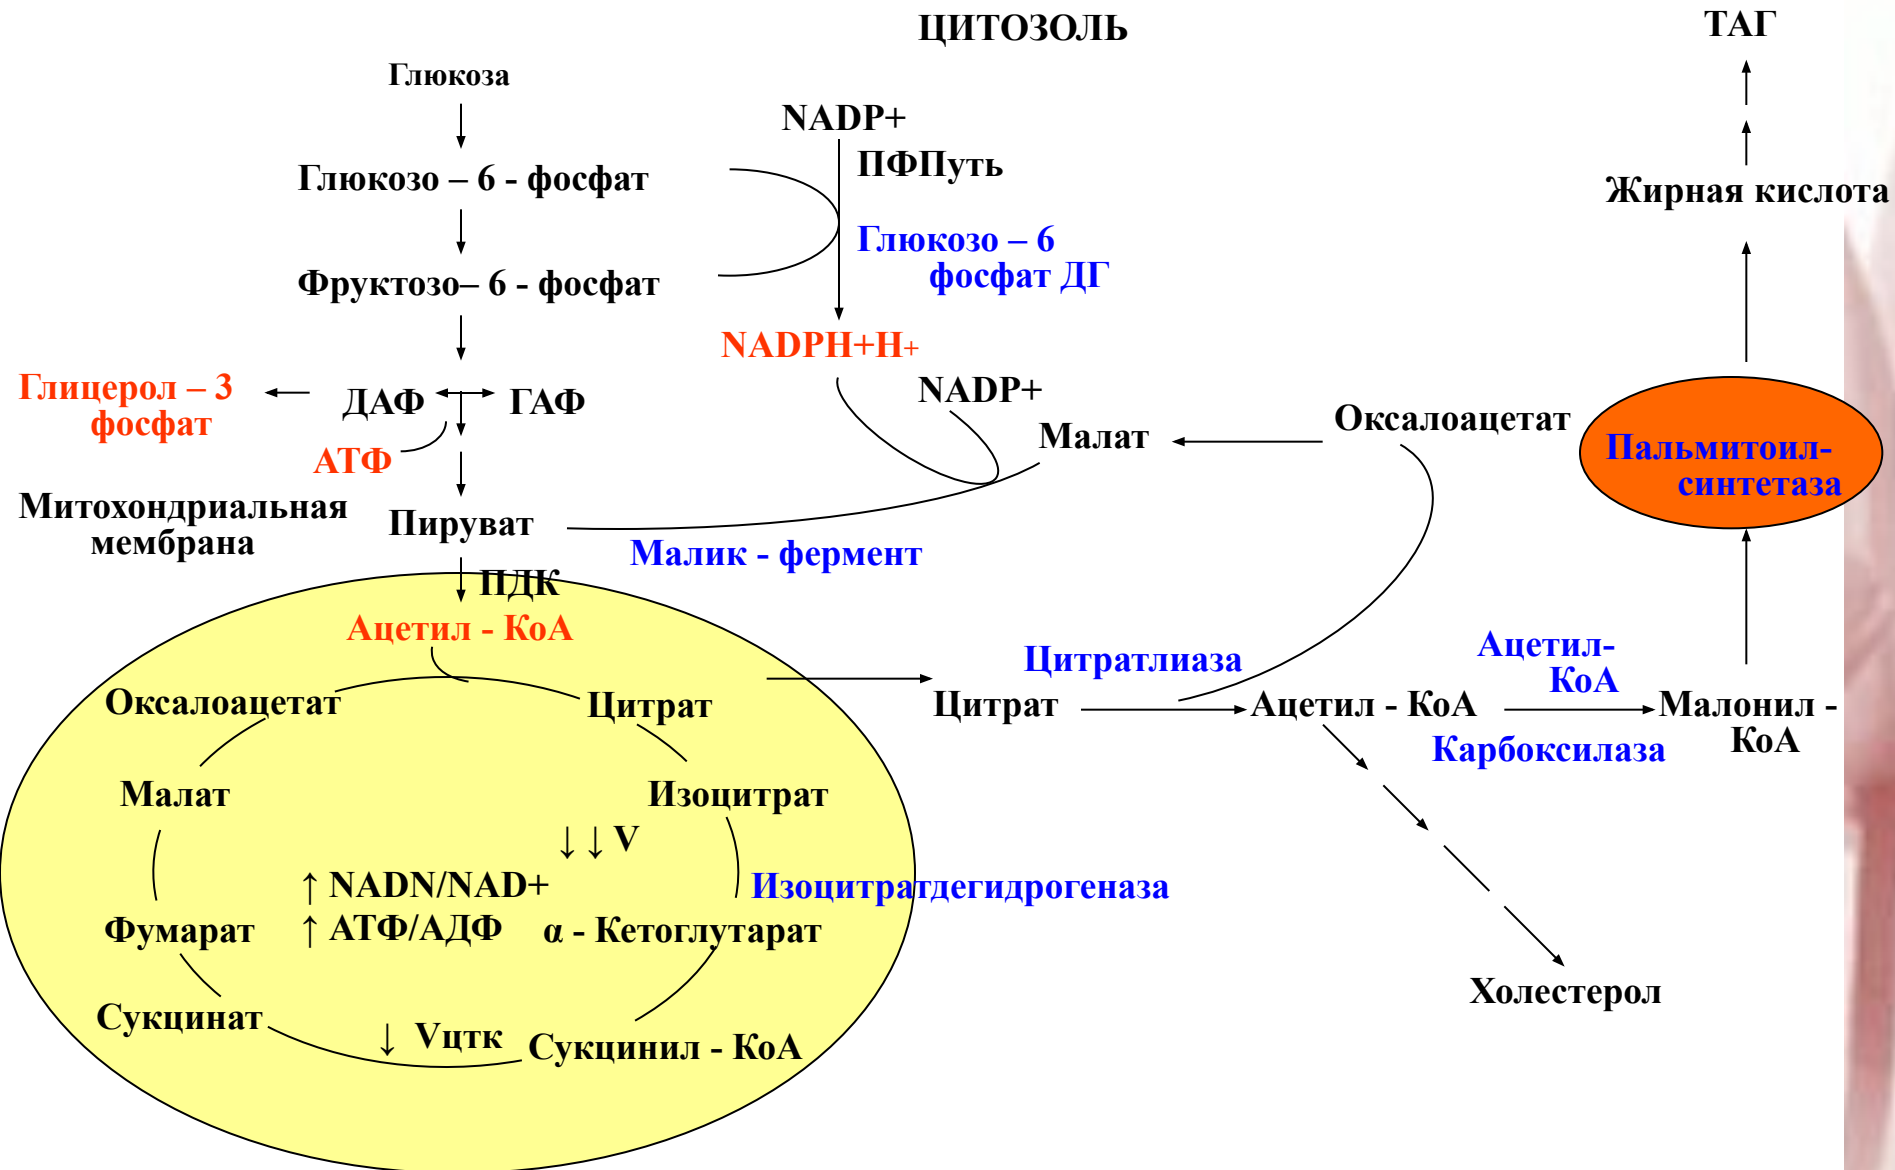 ЦИТОЗОЛЬ
ТАГ
Глюкоза
NADP+
ПФПуть
Глюкозо – 6 - фосфат
Жирная кислота
Глюкозо – 6
фосфат ДГ
Фруктозо– 6 - фосфат
NADPH+H+
Глицерол – 3
фосфат
ДАФ
ГАФ
NADP+
АТФ
Малат
Оксалоацетат
Пальмитоил-
синтетаза
Митохондриальная
мембрана
Пируват
Малик - фермент
ПДК
Ацетил - КоА
Цитратлиаза
Ацетил-
КоА
Оксалоацетат
Цитрат
Цитрат
Ацетил - КоА
Малонил -
КоА
Карбоксилаза
Малат
Изоцитрат
↓ ↓ V
↑ NADN/NAD+
Изоцитратдегидрогеназа
Фумарат
↑ АТФ/АДФ
α - Кетоглутарат
Холестерол
Сукцинат
↓ Vцтк
Сукцинил - КоА